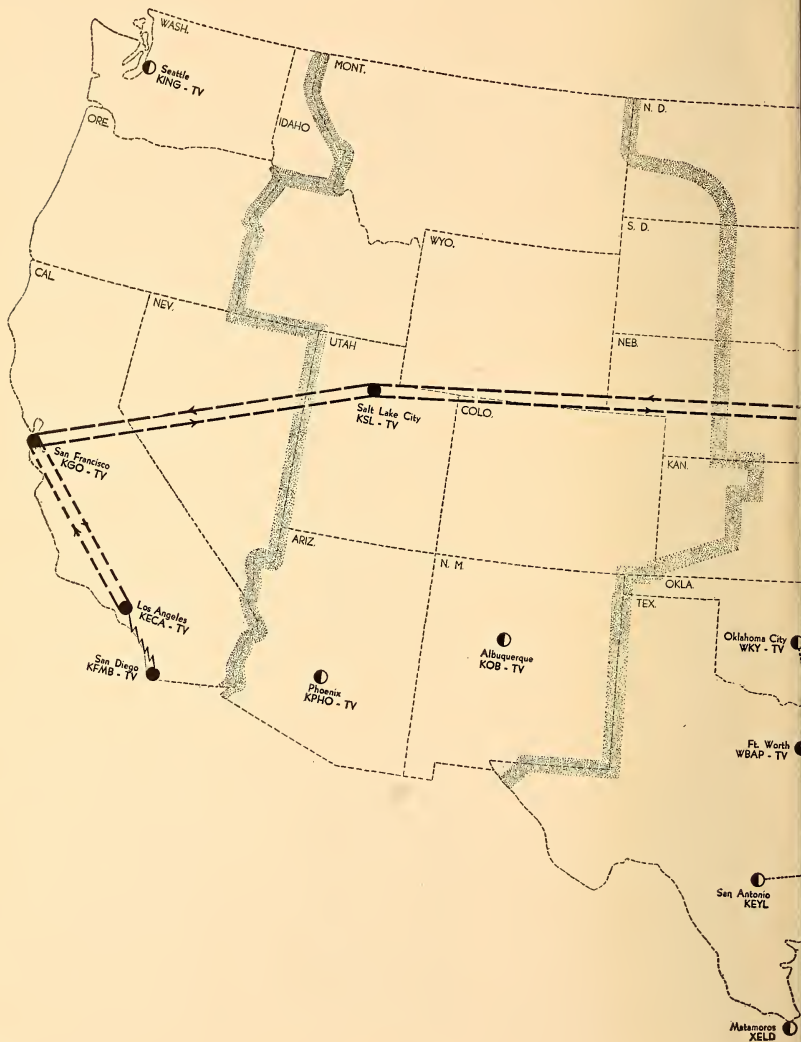 WASH.
Seattle
KING - TV
MONT.
N. D.
ORE.
IDAHO
S. D.
WYO.
CAL.
NEV.
UTAH
NEB.
Salt Lake City
KSL - TV
COLO.
San Francisco
KGO - TV
KAN.
ARIZ.
N. M.
OKLA.
TEX.
Los Angeles
KECA - TV
Oklahoma City
WKY - TV
Albuquerque
KOB - TV
San Diego
KFMB - TV
Phoenix
KPHO - TV
Ft. Worth
WBAP - TV
San Antonio
KEYL
Matamoros
XELD